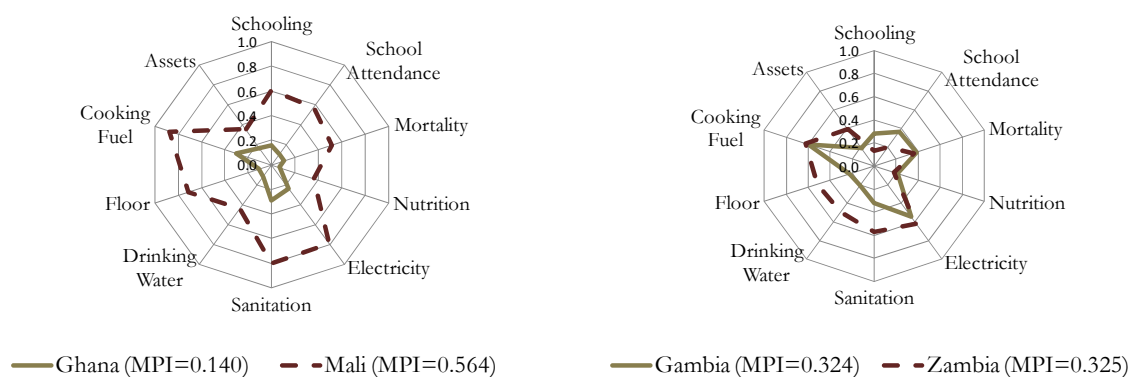 Schooling
1.0
School
Attendance
0.8
Assets
0.6
Cooking
Fuel
0.4
Mortality
0.2
0.0
Floor
Nutrition
Drinking
Water
Electricity
Sanitation
Ghana (MPI=0.140)
Mali (MPI=0.564)
Schooling
1.0
School
Attendance
0.8
Assets
0.6
Cooking
Fuel
0.4
Mortality
0.2
0.0
Floor
Nutrition
Drinking
Water
Electricity
Sanitation
Gambia (MPI=0.324)
Zambia (MPI=0.325)